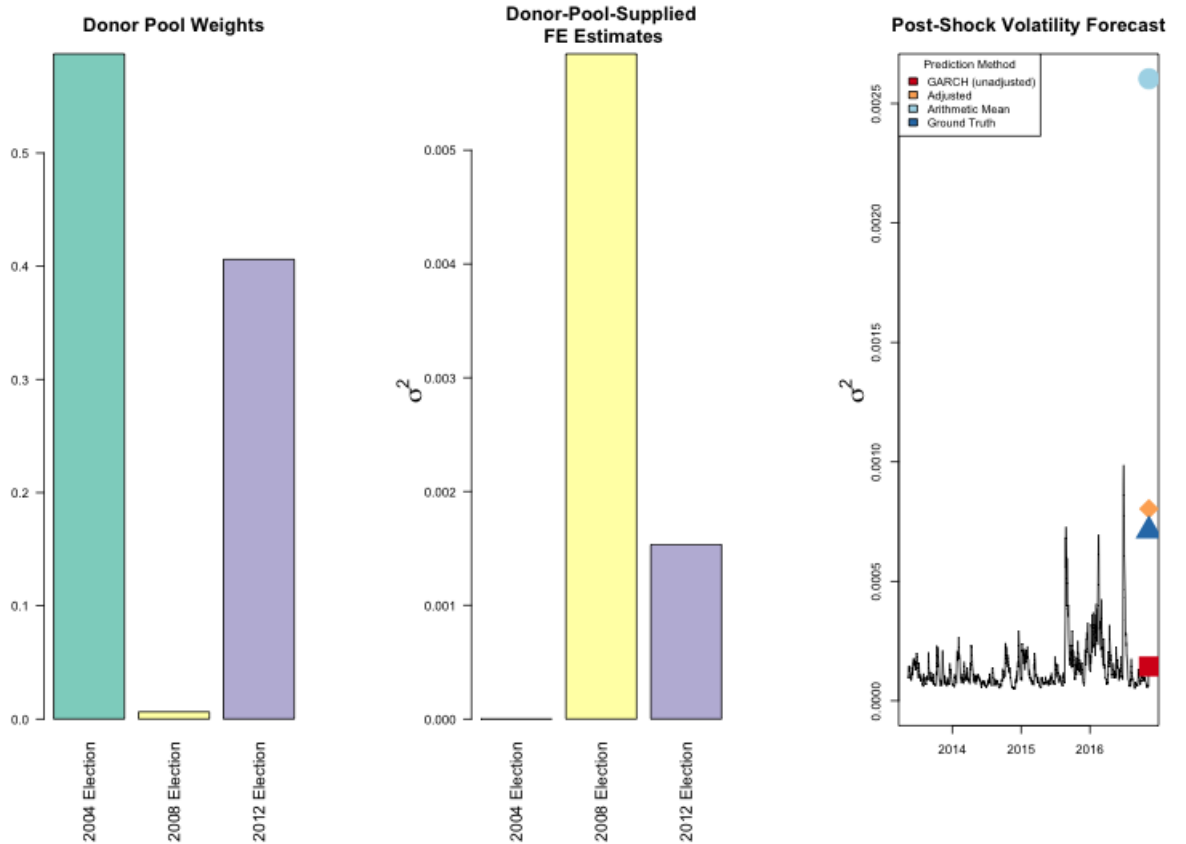 Donor Pool Weights
0.5
0.4
0.3
0.2
0.1
0.0
2004 Election
2008 Election
2012 Election
Donor-Pool-Supplied
FE Estimates
σ²
0.005
0.004
0.003
0.002
0.001
0.000
2004 Election
2008 Election
2012 Election
Post-Shock Volatility Forecast
Prediction Method
GARCH (unadjusted)
Adjusted
Arithmetic Mean
Ground Truth
σ²
0.0025
0.0020
0.0015
0.0010
0.0005
0.0000
2014 2015 2016